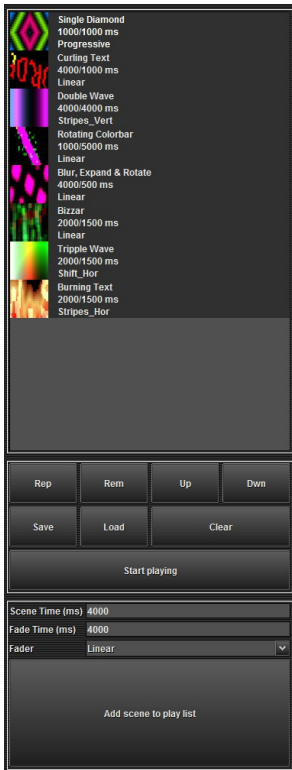 Single Diamond
1000/1000 ms
Progressive
Curling Text
4000/1000 ms
Linear
Double Wave
4000/4000 ms
Stripes_Vert
Rotating Colorbar
1000/5000 ms
Linear
Blur, Expand & Rotate
4000/500 ms
Linear
Bizzar
2000/1500 ms
Linear
Tripple Wave
2000/1500 ms
Shift_Hor
Burning Text
2000/1500 ms
Stripes_Hor
Rep Rem Up Dwn
Save Load Clear
Start playing
Scene Time (ms) 4000
Fade Time (ms) 4000
Fader Linear
Add scene to play list